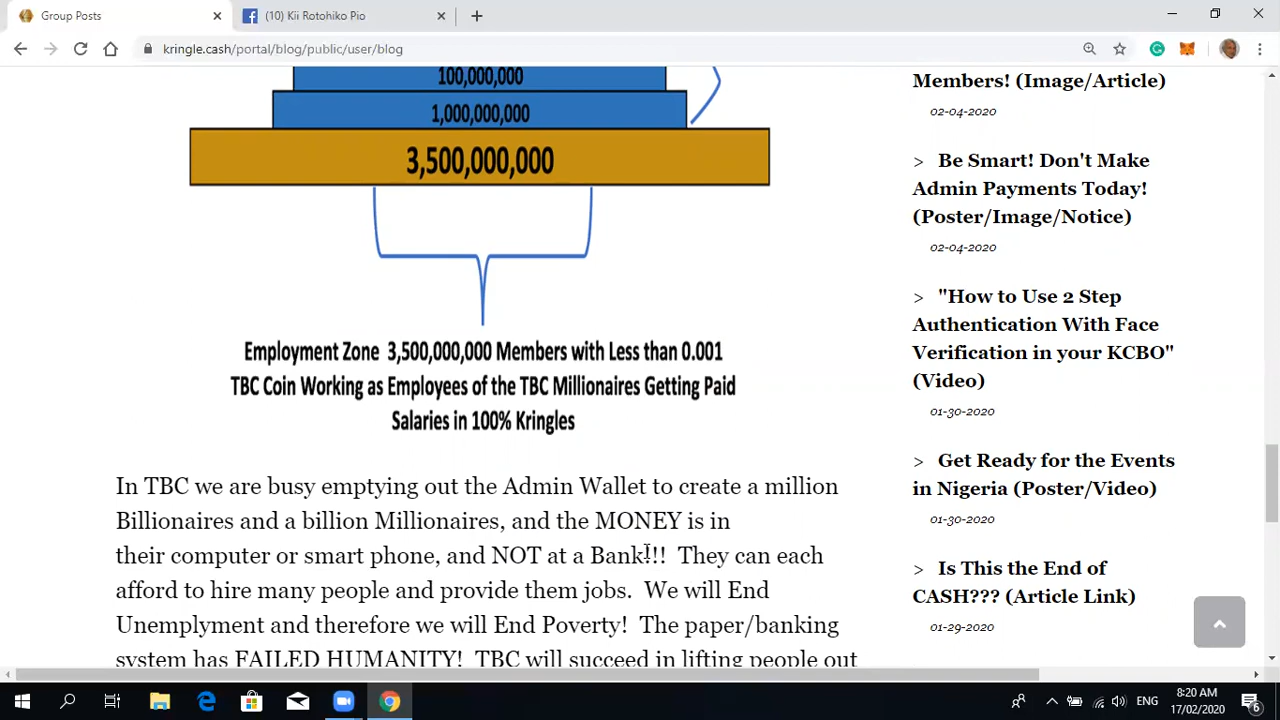 Group Posts
(10) Kii Rotohiko Pio
kringle.cash/portal/blog/public/user/blog
100,000,000
1,000,000,000
3,500,000,000
Employment Zone 3,500,000,000 Members with Less than 0.001
TBC Coin Working as Employees of the TBC Millionaires Getting Paid
Salaries in 100% Kringles
In TBC we are busy emptying out the Admin Wallet to create a million
Billionaires and a billion Millionaires, and the MONEY is in
their computer or smart phone, and NOT at a Bank!!! They can each
afford to hire many people and provide them jobs. We will End
Unemplyment and therefore we will End Poverty! The paper/banking
system has FAILED HUMANITY! TBC will succeed in lifting people out
Members! (Image/Article)
02-04-2020
> Be Smart! Don't Make
Admin Payments Today!
(Poster/Image/Notice)
02-04-2020
> "How to Use 2 Step
Authentication With Face
Verification in your KCBO"
(Video)
01-30-2020
> Get Ready for the Events
in Nigeria (Poster/Video)
01-30-2020
> Is This the End of
CASH??? (Article Link)
01-29-2020
ENG
8:20 AM
17/02/2020
6